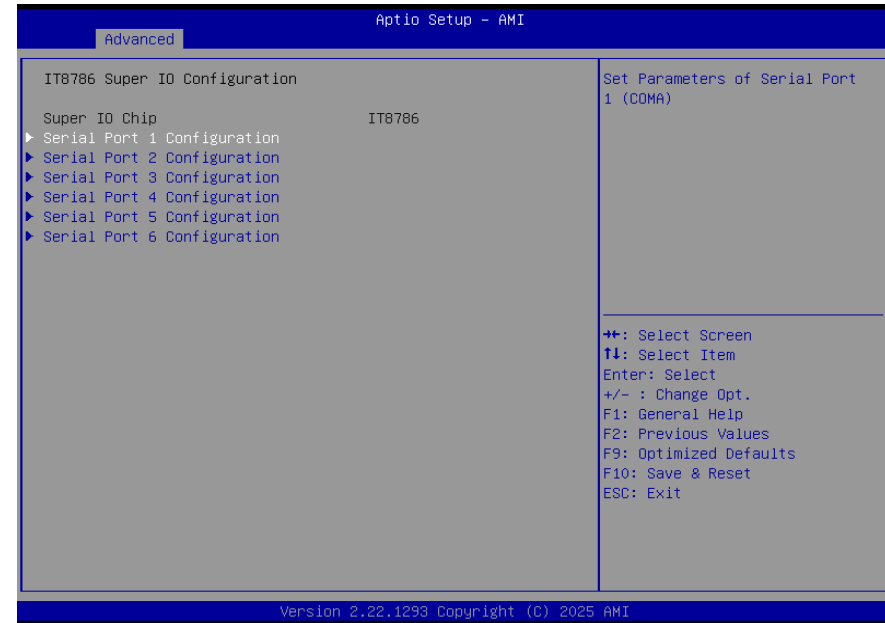 Aptio Setup – AMI
Advanced
IT8786 Super IO Configuration
Super IO Chip IT8786
▶ Serial Port 1 Configuration
▶ Serial Port 2 Configuration
▶ Serial Port 3 Configuration
▶ Serial Port 4 Configuration
▶ Serial Port 5 Configuration
▶ Serial Port 6 Configuration
Set Parameters of Serial Port
1 (COMA)
→←: Select Screen
↑↓: Select Item
Enter: Select
+/- : Change Opt.
F1: General Help
F2: Previous Values
F9: Optimized Defaults
F10: Save & Reset
ESC: Exit
Version 2.22.1293 Copyright (C) 2025 AMI